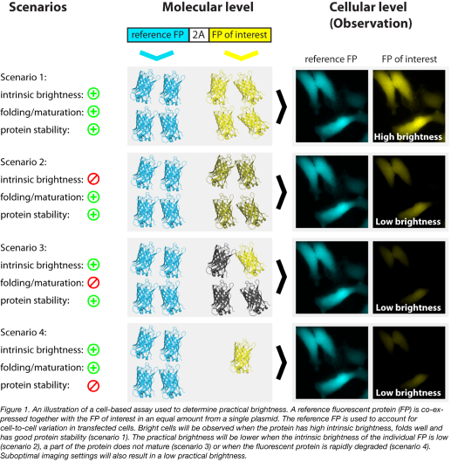 Scenarios
Molecular level
Cellular level
(Observation)
reference FP 2A FP of interest
reference FP FP of interest
Scenario 1:
intrinsic brightness:
folding/maturation:
protein stability:
High brightness
Scenario 2:
intrinsic brightness:
folding/maturation:
protein stability:
Low brightness
Scenario 3:
intrinsic brightness:
folding/maturation:
protein stability:
Low brightness
Scenario 4:
intrinsic brightness:
folding/maturation:
protein stability:
Low brightness
Figure 1. An illustration of a cell-based assay used to determine practical brightness. A reference fluorescent protein (FP) is co-ex-
pressed together with the FP of interest in an equal amount from a single plasmid. The reference FP is used to account for
cell-to-cell variation in transfected cells. Bright cells will be observed when the protein has high intrinsic brightness, folds well and
has good protein stability (scenario 1). The practical brightness will be lower when the intrinsic brightness of the individual FP is low
(scenario 2), a part of the protein does not mature (scenario 3) or when the fluorescent protein is rapidly degraded (scenario 4).
Suboptimal imaging settings will also result in a low practical brightness.